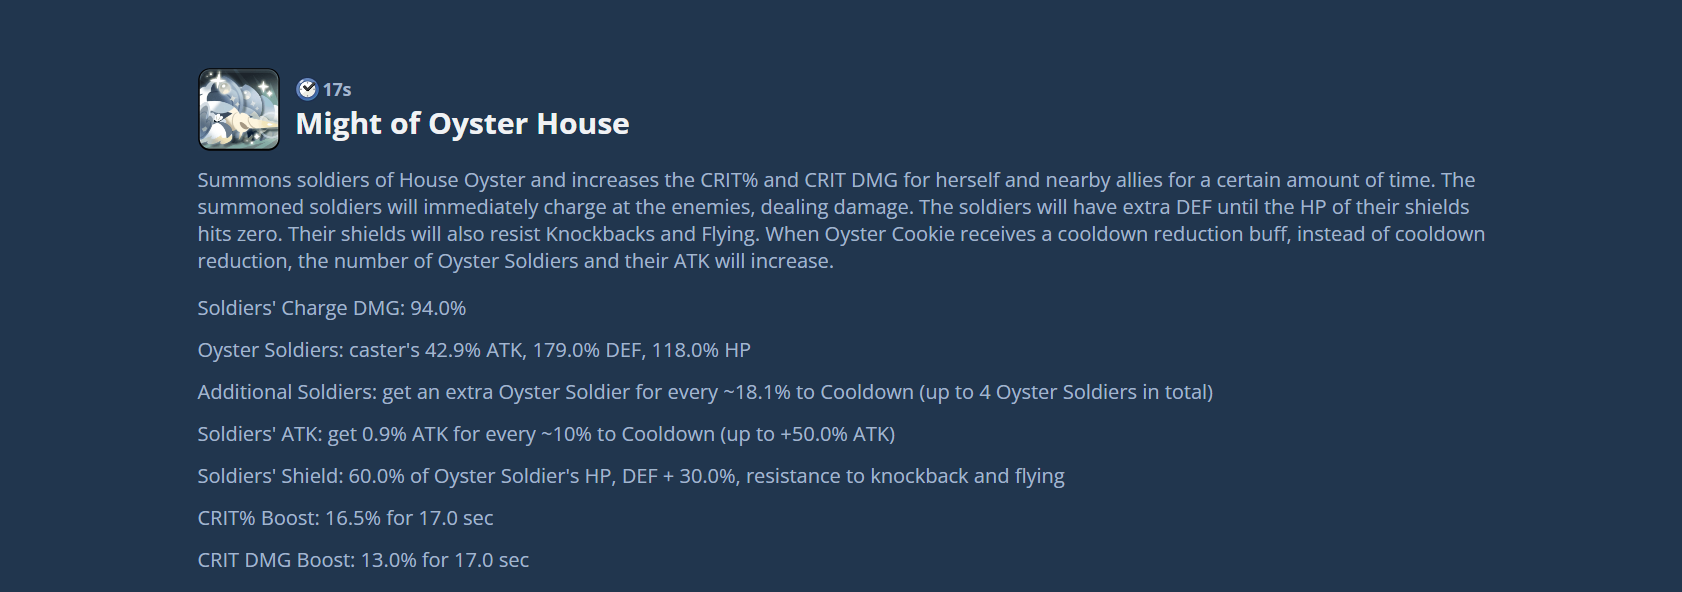 17s
Might of Oyster House
Summons soldiers of House Oyster and increases the CRIT% and CRIT DMG for herself and nearby allies for a certain amount of time. The
summoned soldiers will immediately charge at the enemies, dealing damage. The soldiers will have extra DEF until the HP of their shields
hits zero. Their shields will also resist Knockbacks and Flying. When Oyster Cookie receives a cooldown reduction buff, instead of cooldown
reduction, the number of Oyster Soldiers and their ATK will increase.
Soldiers' Charge DMG: 94.0%
Oyster Soldiers: caster's 42.9% ATK, 179.0% DEF, 118.0% HP
Additional Soldiers: get an extra Oyster Soldier for every ~18.1% to Cooldown (up to 4 Oyster Soldiers in total)
Soldiers' ATK: get 0.9% ATK for every ~10% to Cooldown (up to +50.0% ATK)
Soldiers' Shield: 60.0% of Oyster Soldier's HP, DEF + 30.0%, resistance to knockback and flying
CRIT% Boost: 16.5% for 17.0 sec
CRIT DMG Boost: 13.0% for 17.0 sec